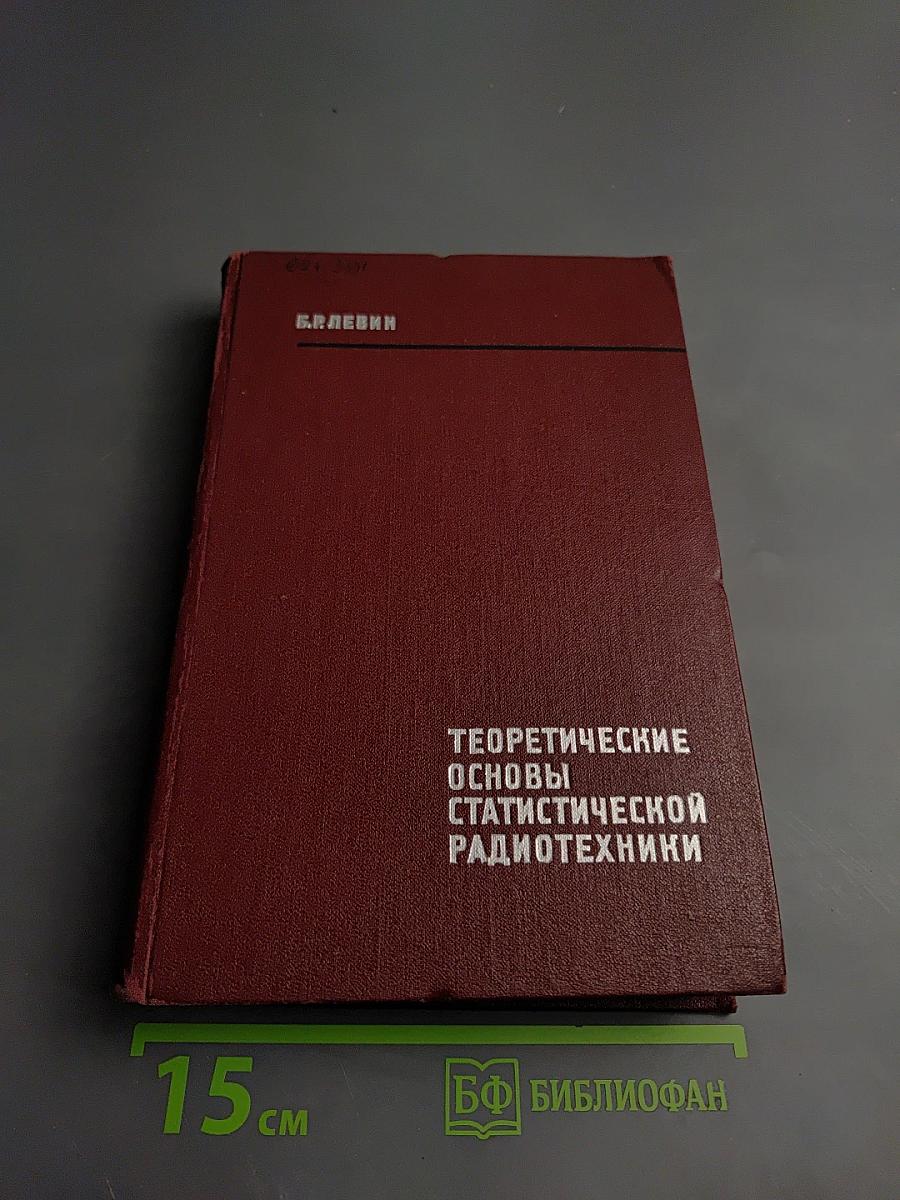 Б.Р.ЛЕВИН
ТЕОРЕТИЧЕСКИЕ
ОСНОВЫ
СТАТИСТИЧЕСКОЙ
РАДИОТЕХНИКИ
15 см
БФ БИБЛИОФАН